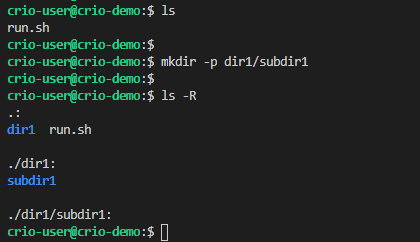 crio-user@crio-demo:$ ls
run.sh
crio-user@crio-demo:$
crio-user@crio-demo:$ mkdir -p dir1/subdir1
crio-user@crio-demo:$
crio-user@crio-demo:$ ls -R
.:
dir1  run.sh

./dir1:
subdir1

./dir1/subdir1:
crio-user@crio-demo:$